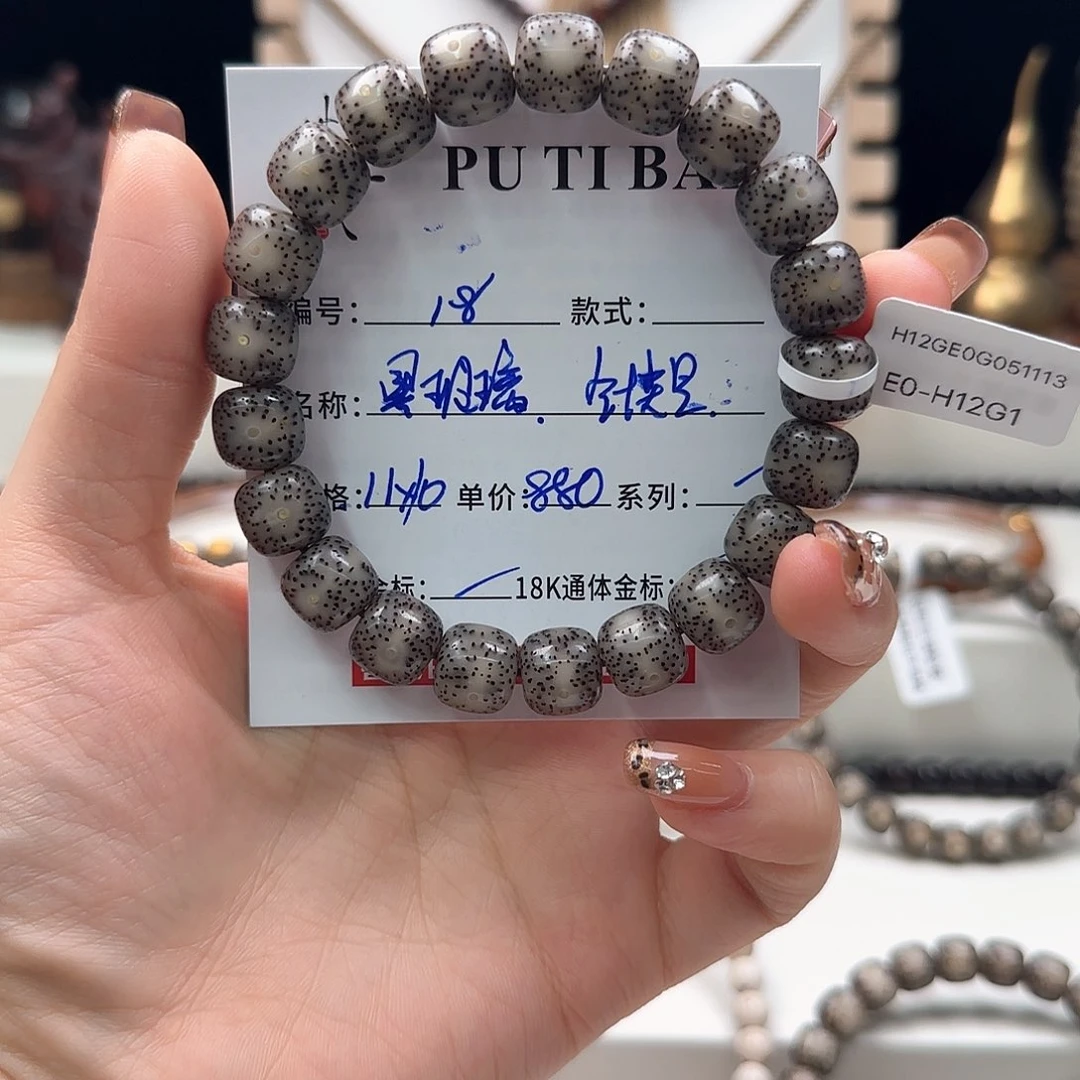 PU TI BA
编号: 18 款式:
名称:
格: 11x10 单价: 880 系列:
金标: 18K通体金标:
H12GE0G051113
E0-H12G1